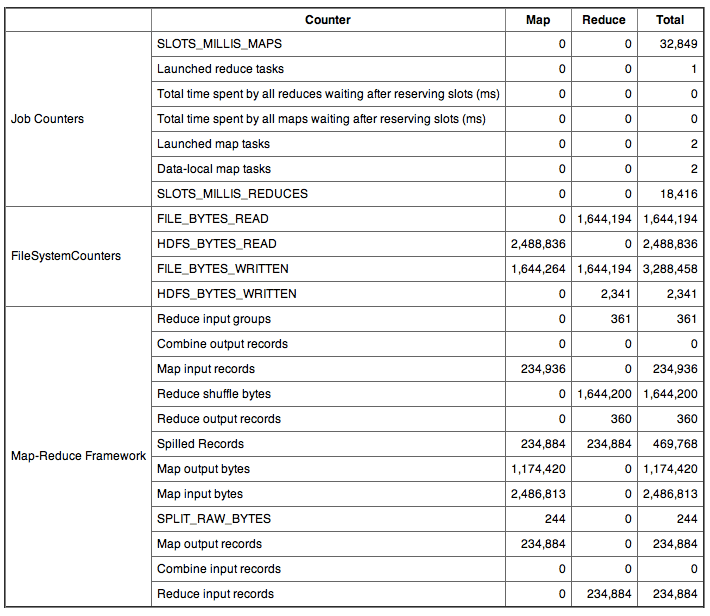 Counter Map Reduce Total
Job Counters
SLOTS_MILLIS_MAPS 0 0 32,849
Launched reduce tasks 0 0 1
Total time spent by all reduces waiting after reserving slots (ms) 0 0 0
Total time spent by all maps waiting after reserving slots (ms) 0 0 0
Launched map tasks 0 0 2
Data-local map tasks 0 0 2
SLOTS_MILLIS_REDUCES 0 0 18,416
FileSystemCounters
FILE_BYTES_READ 0 1,644,194 1,644,194
HDFS_BYTES_READ 2,488,836 0 2,488,836
FILE_BYTES_WRITTEN 1,644,264 1,644,194 3,288,458
HDFS_BYTES_WRITTEN 0 2,341 2,341
Map-Reduce Framework
Reduce input groups 0 361 361
Combine output records 0 0 0
Map input records 234,936 0 234,936
Reduce shuffle bytes 0 1,644,200 1,644,200
Reduce output records 0 360 360
Spilled Records 234,884 234,884 469,768
Map output bytes 1,174,420 0 1,174,420
Map input bytes 2,486,813 0 2,486,813
SPLIT_RAW_BYTES 244 0 244
Map output records 234,884 0 234,884
Combine input records 0 0 0
Reduce input records 0 234,884 234,884